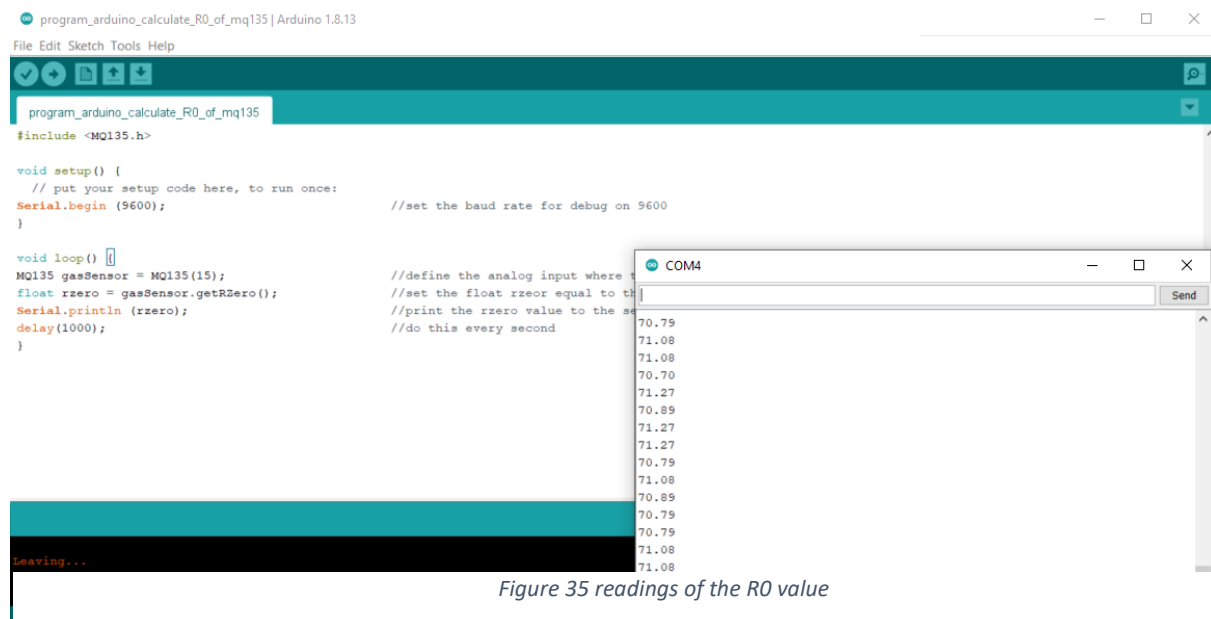 program_arduino_calculate_R0_of_mq135 | Arduino 1.8.13
File Edit Sketch Tools Help
program_arduino_calculate_R0_of_mq135
#include <MQ135.h>
void setup() {
// put your setup code here, to run once:
Serial.begin (9600); //set the baud rate for debug on 9600
}
void loop() {
MQ135 gasSensor = MQ135(15); //define the analog input where t
float rzero = gasSensor.getRZero(); //set the float rzeor equal to th
Serial.println (rzero); //print the rzero value to the se
delay(1000); //do this every second
}
Leaving...
COM4
Send
70.79
71.08
71.08
70.70
71.27
70.89
71.27
71.27
70.79
71.08
70.89
70.79
70.79
71.08
71.08
Figure 35 readings of the R0 value